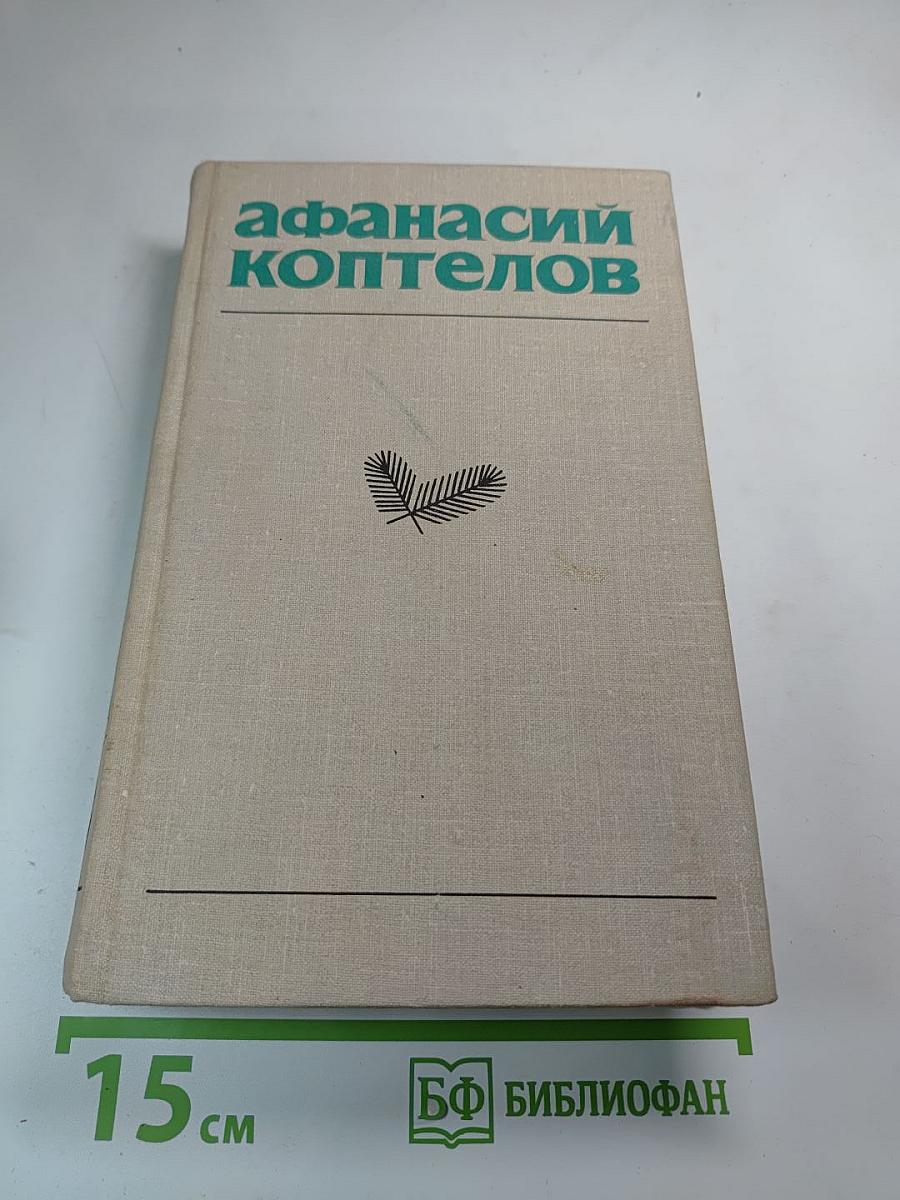 афанасий
коптелов
15 см
БФ БИБЛИОФАН